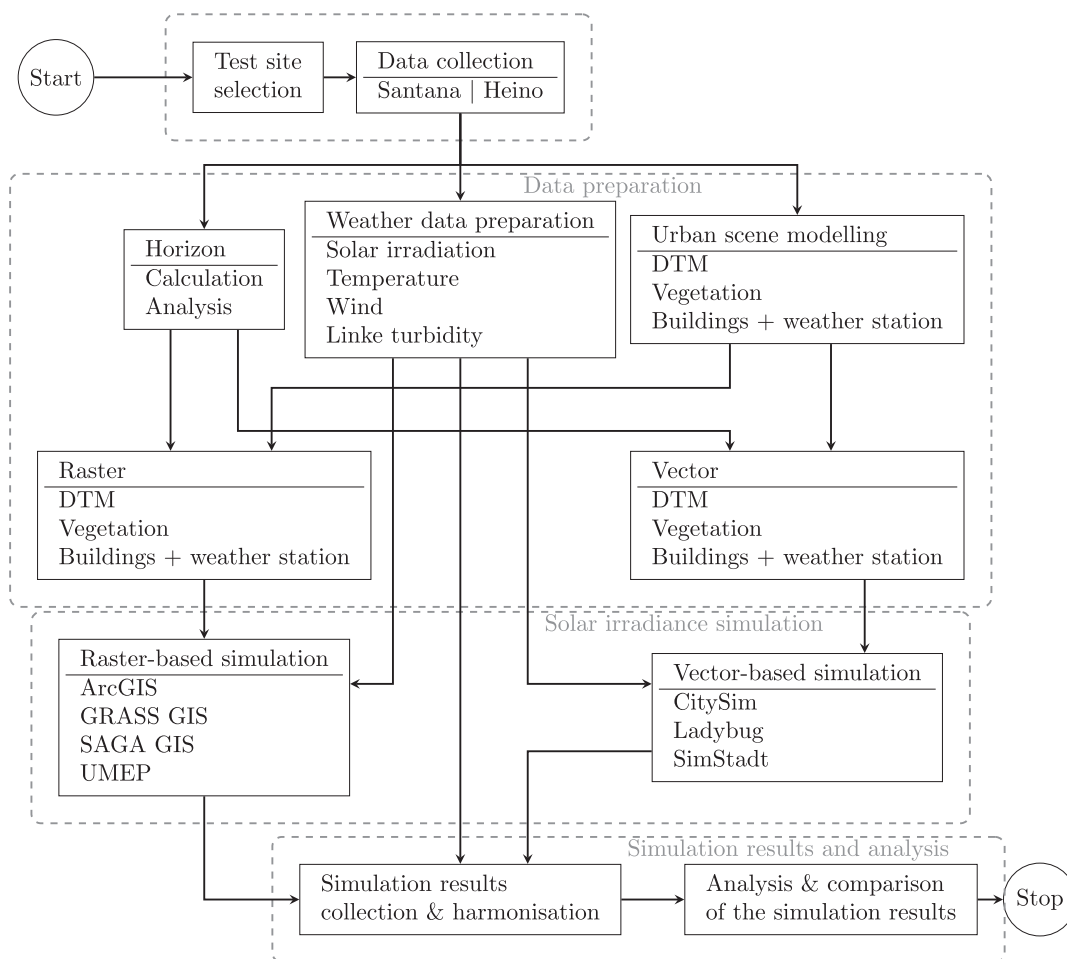 Start
Test site
selection
Data collection
Santana | Heino
Data preparation
Horizon
Calculation
Analysis
Weather data preparation
Solar irradiation
Temperature
Wind
Linke turbidity
Urban scene modelling
DTM
Vegetation
Buildings + weather station
Raster
DTM
Vegetation
Buildings + weather station
Vector
DTM
Vegetation
Buildings + weather station
Solar irradiance simulation
Raster-based simulation
ArcGIS
GRASS GIS
SAGA GIS
UMEP
Vector-based simulation
CitySim
Ladybug
SimStadt
Simulation results and analysis
Simulation results
collection & harmonisation
Analysis & comparison
of the simulation results
Stop